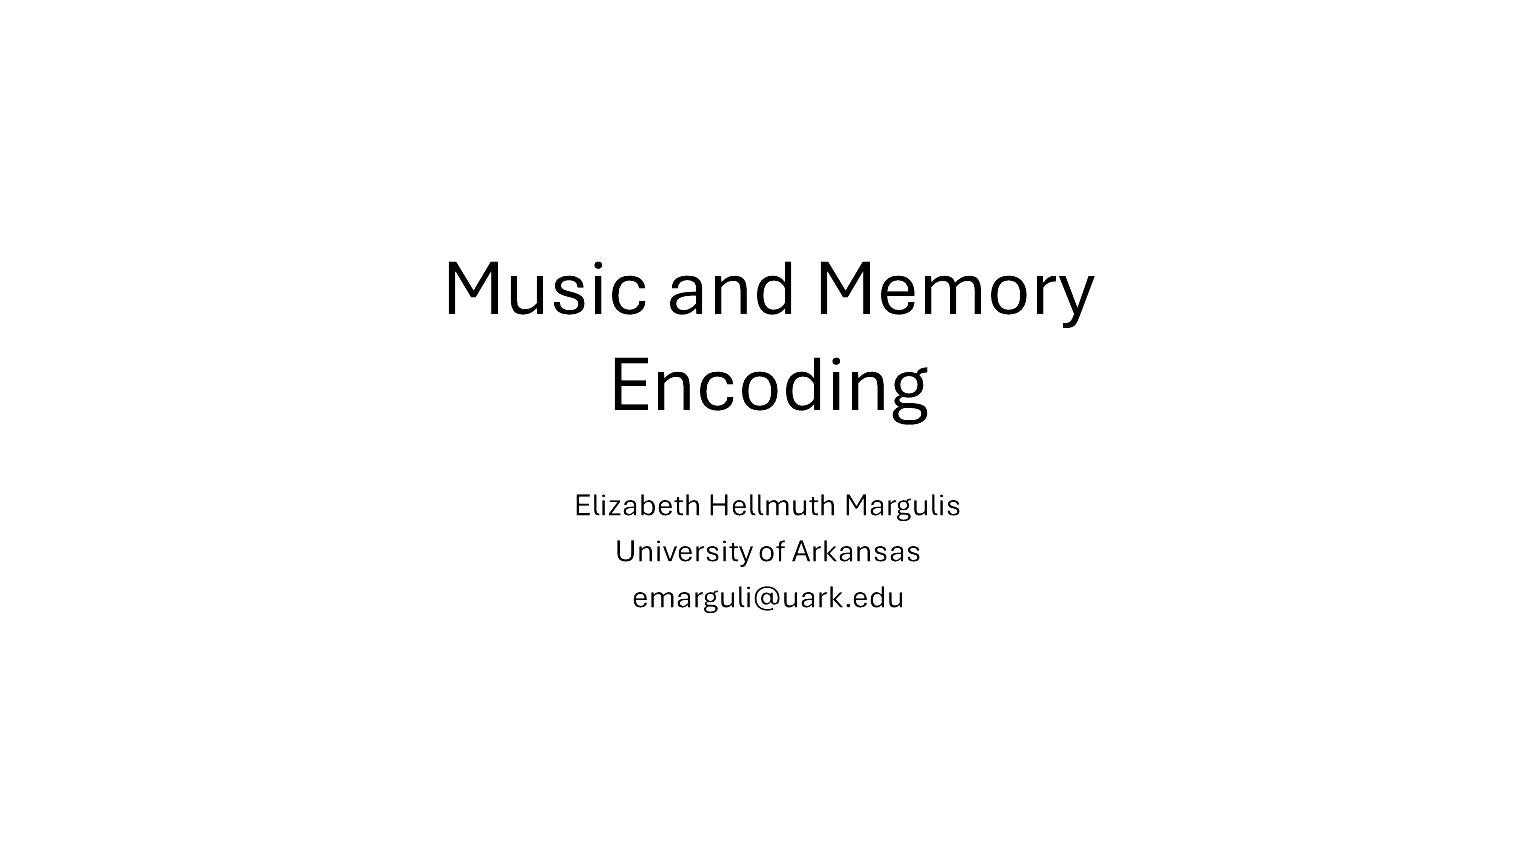 Music and Memory
Encoding
Elizabeth Hellmuth Margulis
University of Arkansas
emarguli@uark.edu